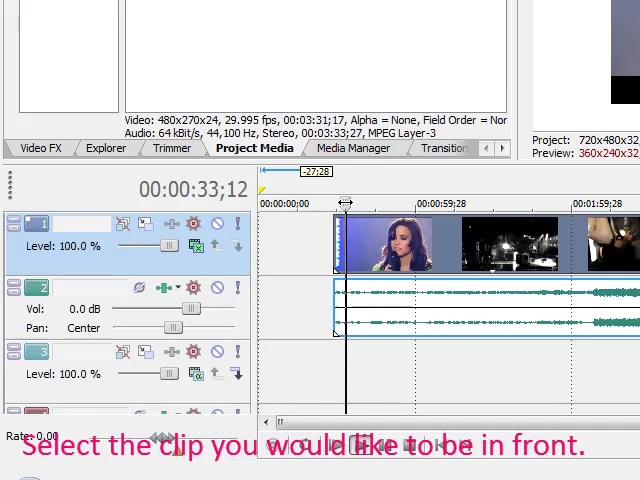 Video: 480x270x24, 29.995 fps, 00:03:31;17, Alpha = None, Field Order = Nor
Audio: 64 kBit/s, 44,100 Hz, Stereo, 00:03:33;27, MPEG Layer-3
Project: 720x480x32,
Preview: 360x240x32,
Video FX Explorer Trimmer Project Media Media Manager Transition
-27;28
00:00:33;12
00:00:00;00 00:00:59;28 00:01:59;28
1
Level: 100.0 %
2
Vol: 0.0 dB
Pan: Center
3
Level: 100.0 %
Rate: 0.00
Select the clip you would like to be in front.